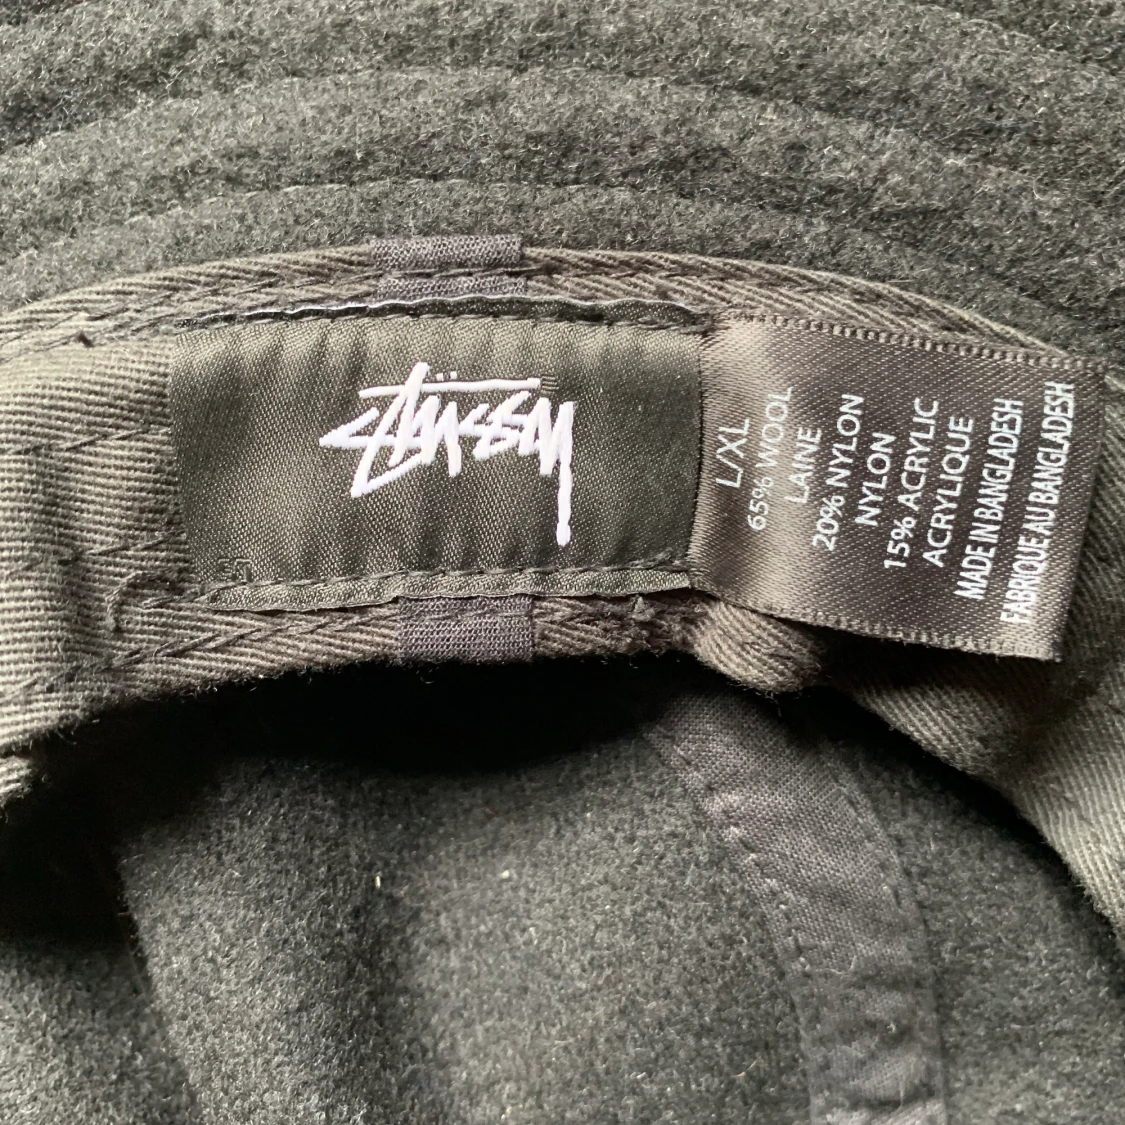 STÜSSY
L/XL
65% WOOL
LAINE
20% NYLON
NYLON
15% ACRYLIC
ACRYLIQUE
MADE IN BANGLADESH
FABRIQUE AU BANGLADESH